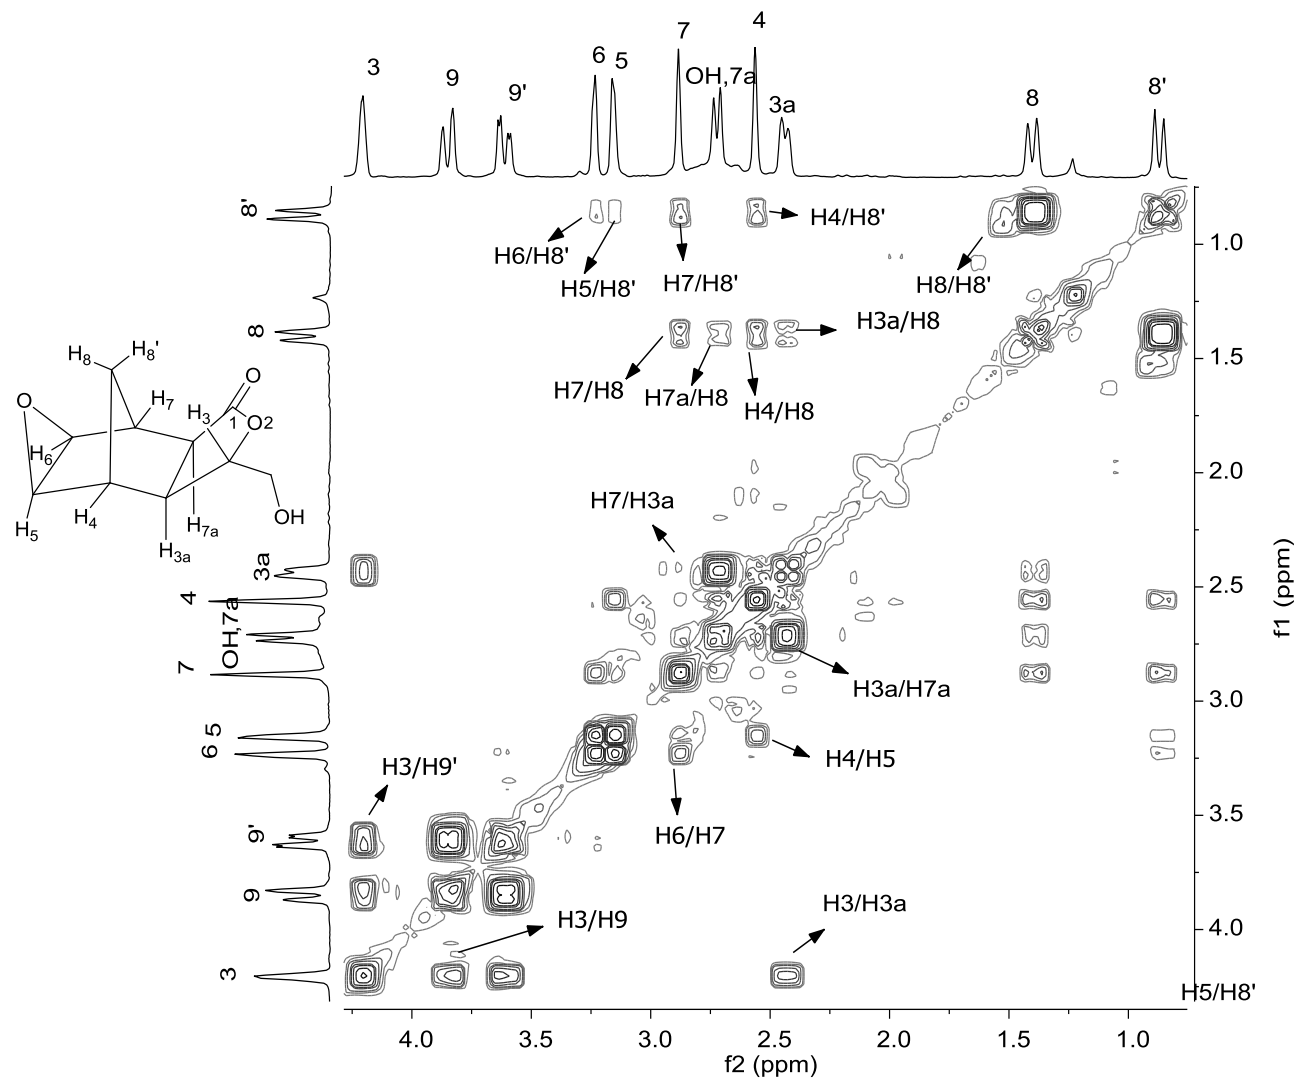 4
7
6
5
OH,7a
3
9
9'
3a
8
8'
8'
H4/H8'
H6/H8'
H5/H8'
H7/H8'
H8/H8'
1.0
H3a/H8
8
H8
H8'
1.5
H7/H8
H7a/H8
H4/H8
O
O
H7
H3
1
O2
H6
2.0
H7/H3a
H4
OH
H5
H7a
H3a
3a
4
OH,7a
7
2.5
f1 (ppm)
H3a/H7a
3.0
5
6
H4/H5
H3/H9'
H6/H7
3.5
9'
9
H3/H9
H3/H3a
4.0
3
H5/H8'
4.0
3.5
3.0
2.5
2.0
1.5
1.0
f2 (ppm)